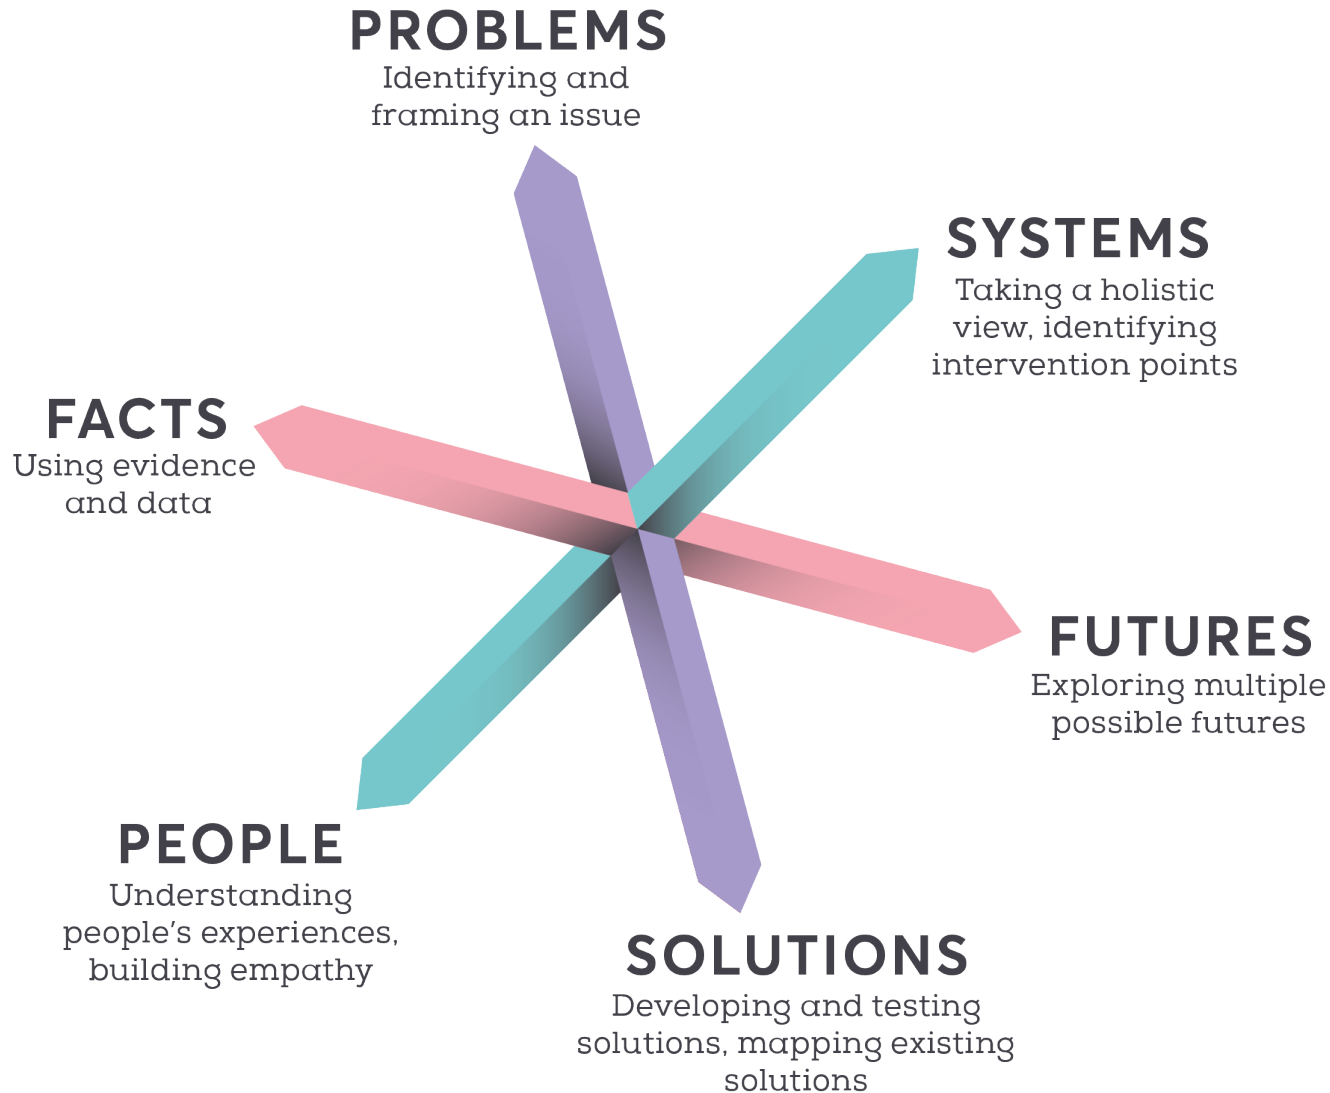 PROBLEMS
Identifying and
framing an issue
SYSTEMS
Taking a holistic
view, identifying
intervention points
FACTS
Using evidence
and data
FUTURES
Exploring multiple
possible futures
PEOPLE
Understanding
people's experiences,
building empathy
SOLUTIONS
Developing and testing
solutions, mapping existing
solutions